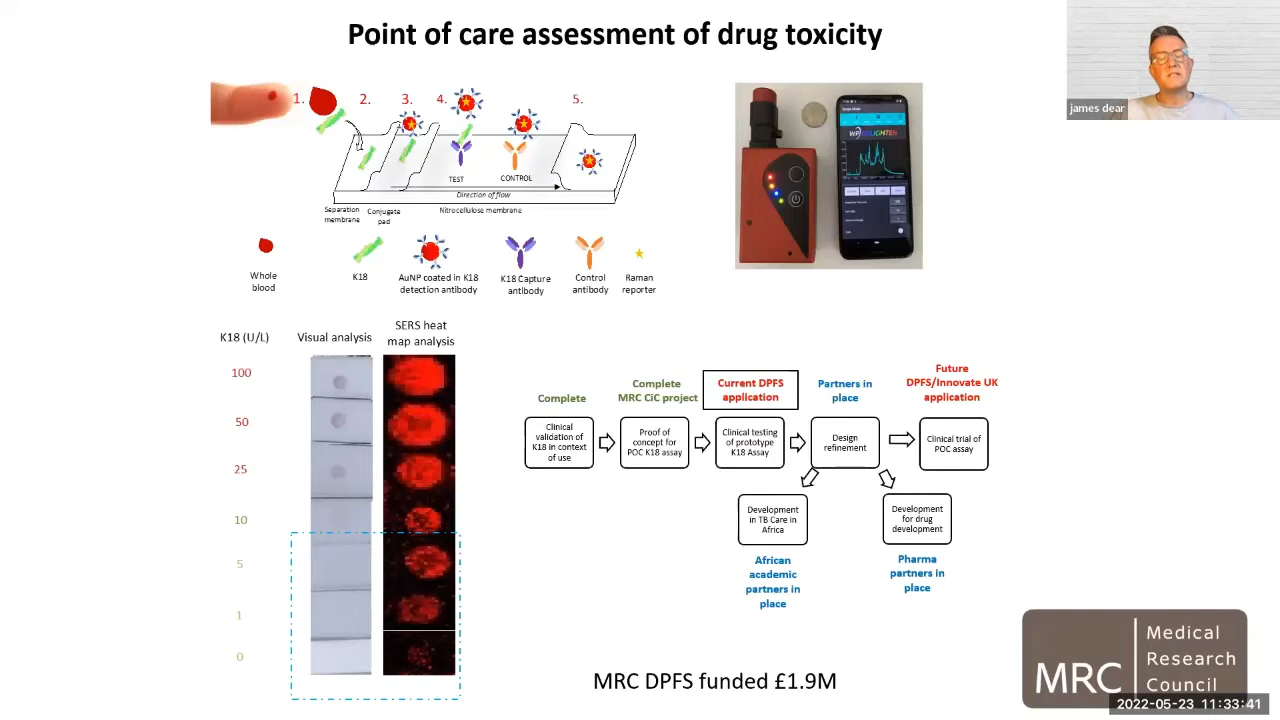 Point of care assessment of drug toxicity
james dear
1.
2.
3.
4.
5.
TEST
CONTROL
Direction of flow
Separation
membrane
Conjugate
pad
Nitrocellulose membrane
Whole
blood
K18
AuNP coated in K18
detection antibody
K18 Capture
antibody
Control
antibody
Raman
reporter
K18 (U/L)
Visual analysis
SERS heat
map analysis
100
50
25
10
5
1
0
Complete
Complete
MRC CiC project
Current DPFS
application
Partners in
place
Future
DPFS/Innovate UK
application
Clinical
validation of
K18 in context
of use
Proof of
concept for
POC K18 assay
Clinical testing
of prototype
K18 Assay
Design
refinement
Clinical trial of
POC assay
Development
in TB Care in
Africa
Development
for drug
development
African
academic
partners in
place
Pharma
partners in
place
MRC DPFS funded £1.9M
MRC
Medical
Research
Council
2022-05-23 11:33:41